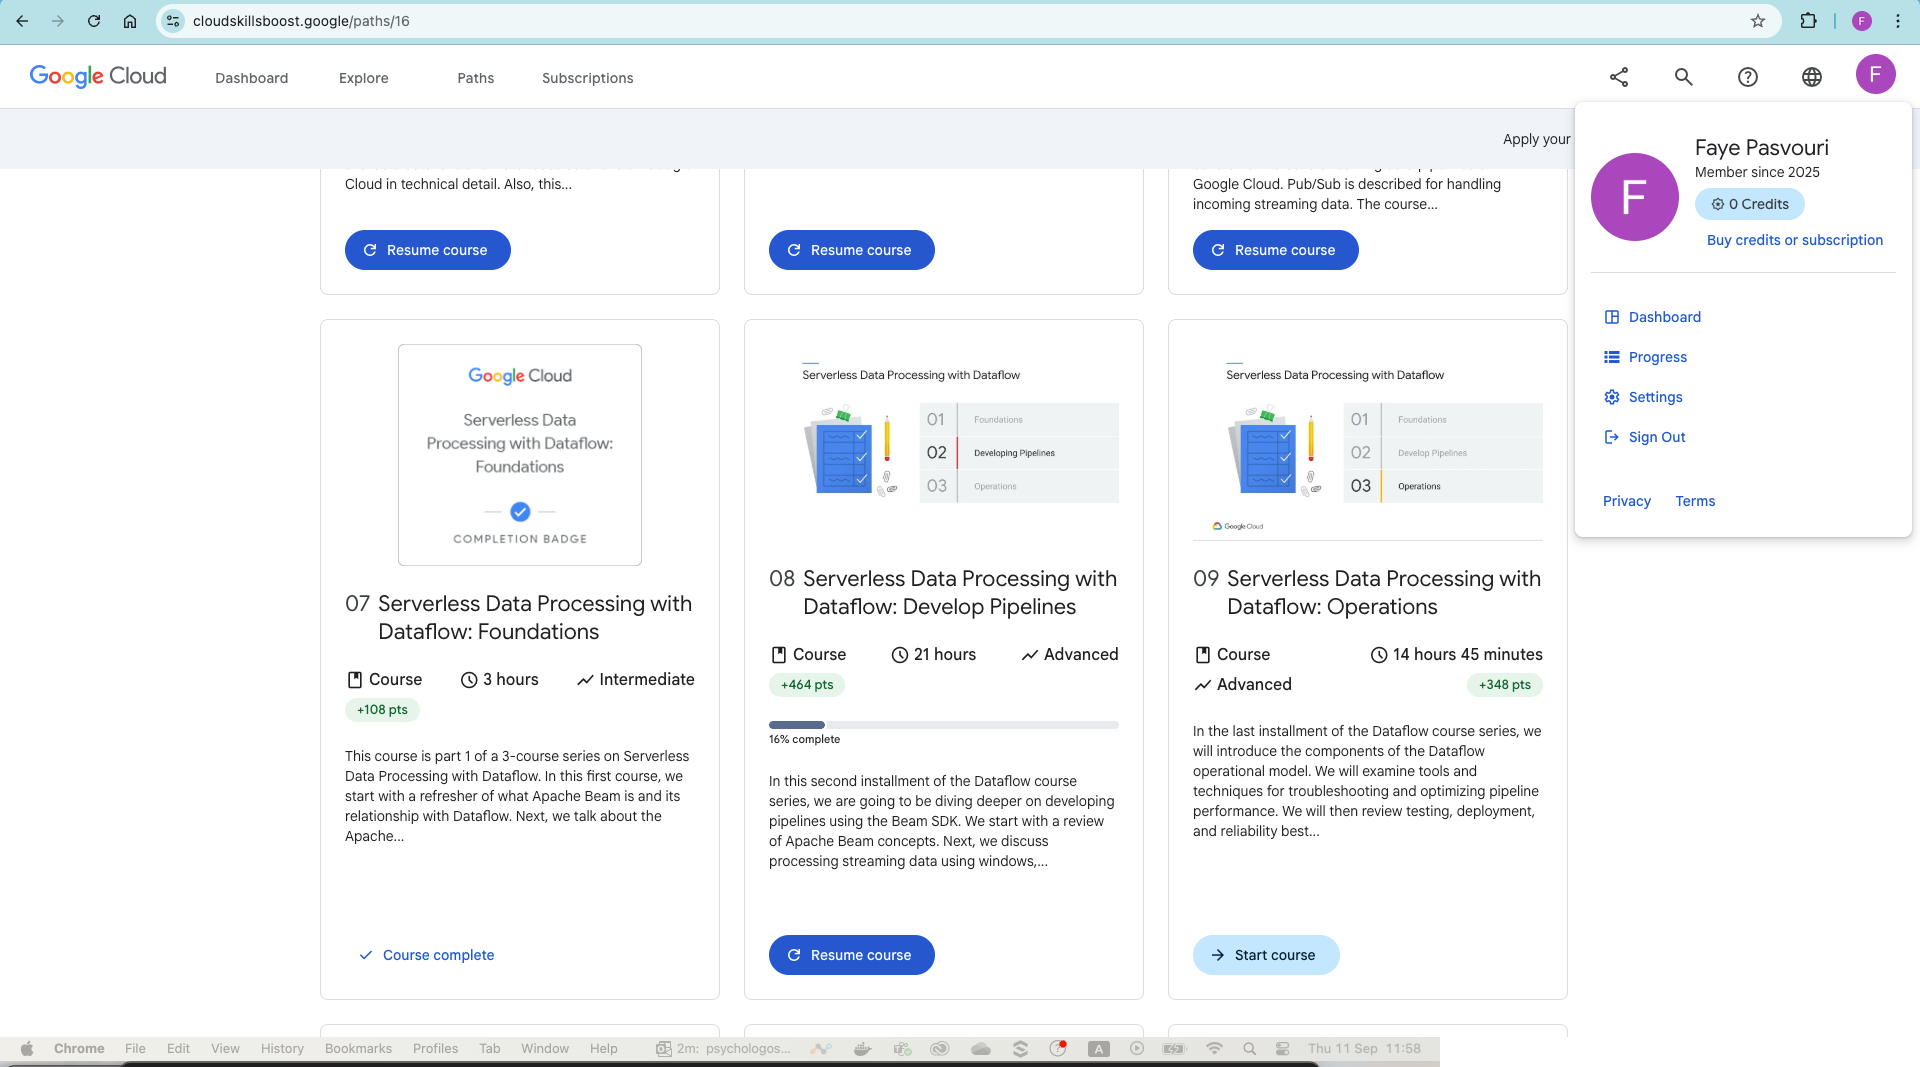 cloudskillsboost.google/paths/16
F
Google Cloud
Dashboard
Explore
Paths
Subscriptions
F
Apply your
Faye Pasvouri
Member since 2025
F
0 Credits
Buy credits or subscription
Dashboard
Progress
Settings
Sign Out
Privacy
Terms
Cloud in technical detail. Also, this...
Resume course
Resume course
Google Cloud. Pub/Sub is described for handling
incoming streaming data. The course...
Resume course
Google Cloud
Serverless Data
Processing with Dataflow:
Foundations
COMPLETION BADGE
07 Serverless Data Processing with
Dataflow: Foundations
Course
3 hours
Intermediate
+108 pts
This course is part 1 of a 3-course series on Serverless
Data Processing with Dataflow. In this first course, we
start with a refresher of what Apache Beam is and its
relationship with Dataflow. Next, we talk about the
Apache...
Course complete
Serverless Data Processing with Dataflow
01 Foundations
02 Developing Pipelines
03 Operations
08 Serverless Data Processing with
Dataflow: Develop Pipelines
Course
21 hours
Advanced
+464 pts
16% complete
In this second installment of the Dataflow course
series, we are going to be diving deeper on developing
pipelines using the Beam SDK. We start with a review
of Apache Beam concepts. Next, we discuss
processing streaming data using windows,...
Resume course
Serverless Data Processing with Dataflow
01 Foundations
02 Develop Pipelines
03 Operations
Google Cloud
09 Serverless Data Processing with
Dataflow: Operations
Course
14 hours 45 minutes
Advanced
+348 pts
In the last installment of the Dataflow course series, we
will introduce the components of the Dataflow
operational model. We will examine tools and
techniques for troubleshooting and optimizing pipeline
performance. We will then review testing, deployment,
and reliability best...
Start course
Chrome File Edit View History Bookmarks Profiles Tab Window Help 2m: psychologos... A Thu 11 Sep 11:58